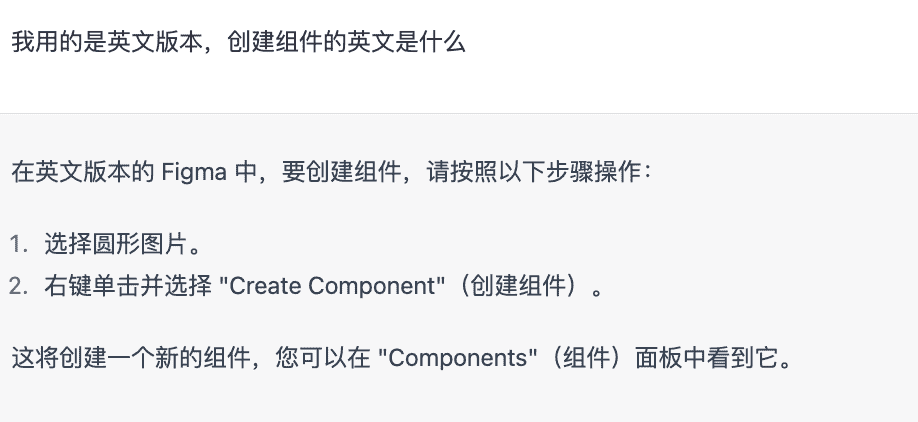 我用的是英文版本，创建组件的英文是什么
在英文版本的 Figma 中，要创建组件，请按照以下步骤操作：
1. 选择圆形图片。
2. 右键单击并选择 "Create Component"（创建组件）。
这将创建一个新的组件，您可以在 "Components"（组件）面板中看到它。